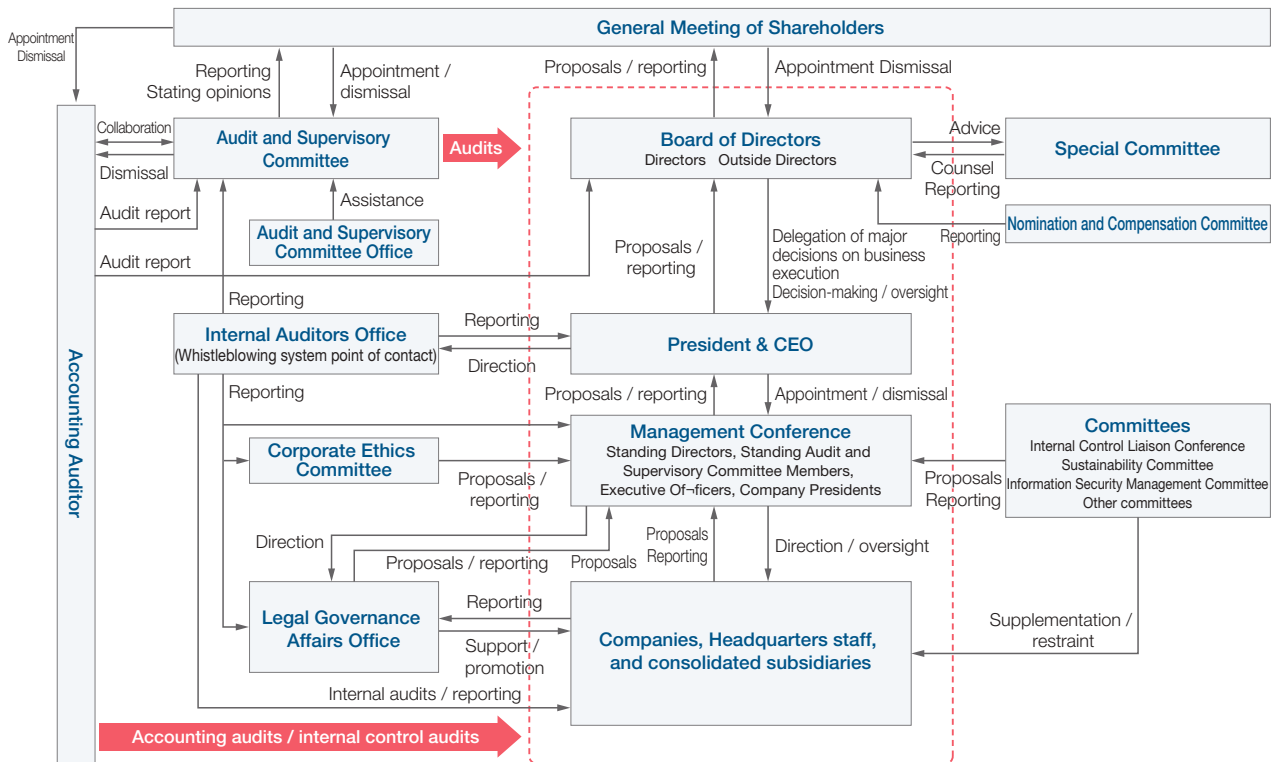 General Meeting of Shareholders
Appointment
Dismissal
Reporting
Stating opinions
Appointment /
dismissal
Proposals / reporting
Appointment Dismissal
Collaboration
Dismissal
Audit and Supervisory
Committee
Audits
Board of Directors
Directors Outside Directors
Advice
Counsel
Reporting
Special Committee
Audit report
Assistance
Audit and Supervisory
Committee Office
Nomination and Compensation Committee
Reporting
Audit report
Proposals /
reporting
Delegation of major
decisions on business
execution
Decision-making / oversight
Reporting
Internal Auditors Office
(Whistleblowing system point of contact)
Reporting
Direction
President & CEO
Accounting Auditor
Reporting
Proposals / reporting
Appointment / dismissal
Corporate Ethics
Committee
Proposals /
reporting
Management Conference
Standing Directors, Standing Audit and
Supervisory Committee Members,
Executive Of¬ficers, Company Presidents
Proposals
Reporting
Committees
Internal Control Liaison Conference
Sustainability Committee
Information Security Management Committee
Other committees
Direction
Proposals / reporting
Proposals
Proposals
Reporting
Direction / oversight
Legal Governance
Affairs Office
Reporting
Support /
promotion
Companies, Headquarters staff,
and consolidated subsidiaries
Supplementation /
restraint
Internal audits / reporting
Accounting audits / internal control audits